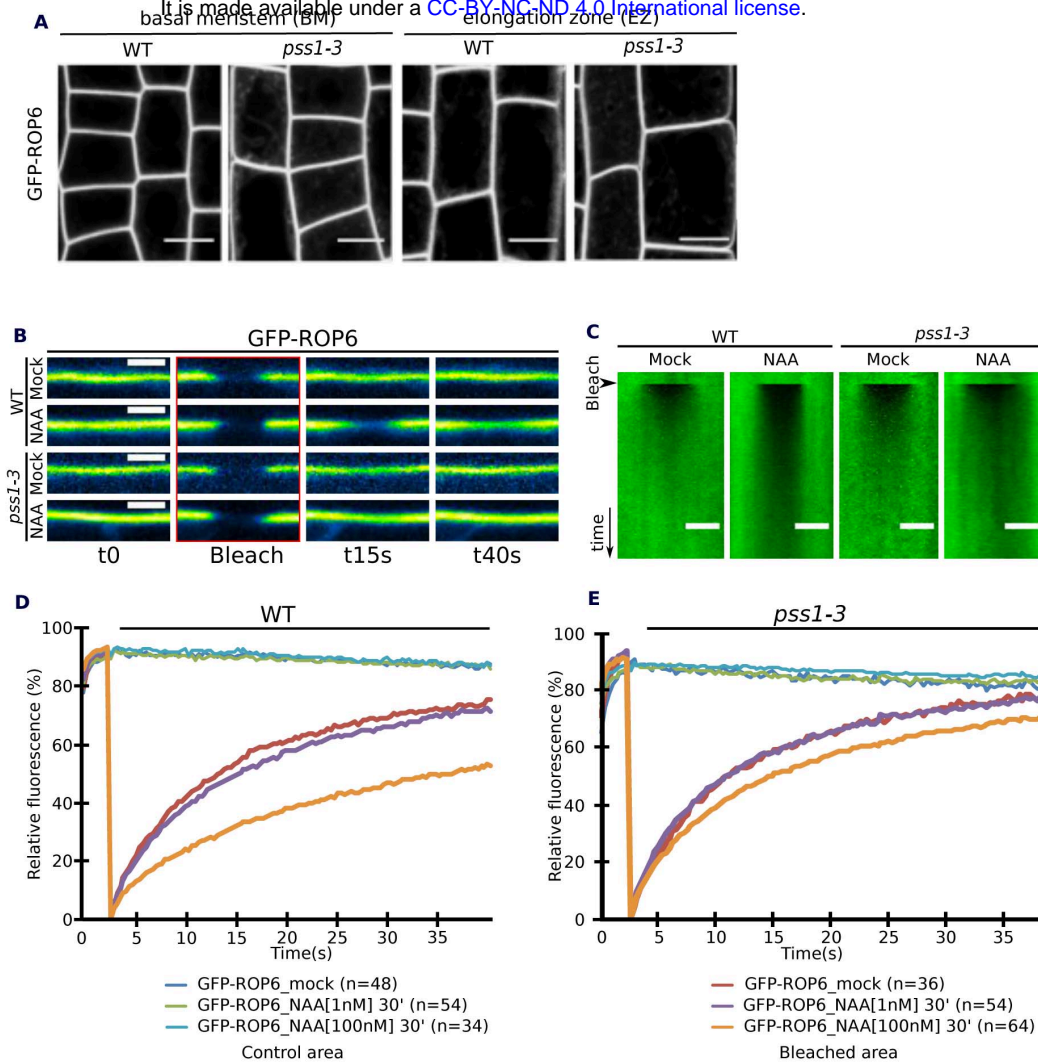 It is made available under a CC-BY-NC-ND 4.0 International license.
A
basal meristem (BM) elongation zone (EZ)
WT pss1-3 WT pss1-3
GFP-ROP6
B
GFP-ROP6
WT
Mock
NAA
pss1-3
Mock
NAA
t0 Bleach t15s t40s
C
WT pss1-3
Mock NAA Mock NAA
Bleach
time
D
WT
Relative fluorescence (%)
100
80
60
40
20
0
0 5 10 15 20 25 30 35
Time(s)
E
pss1-3
Relative fluorescence (%)
100
80
60
40
20
0
0 5 10 15 20 25 30 35
Time(s)
GFP-ROP6_mock (n=48)
GFP-ROP6_NAA[1nM] 30' (n=54)
GFP-ROP6_NAA[100nM] 30' (n=34)
Control area
GFP-ROP6_mock (n=36)
GFP-ROP6_NAA[1nM] 30' (n=54)
GFP-ROP6_NAA[100nM] 30' (n=64)
Bleached area